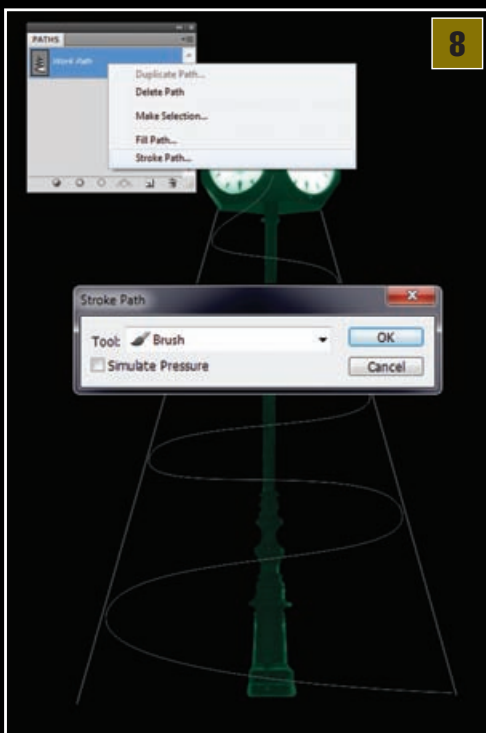 8
PATHS
Work Path
Duplicate Path...
Delete Path
Make Selection...
Fill Path...
Stroke Path...
Stroke Path
Tool: Brush
OK
Simulate Pressure
Cancel